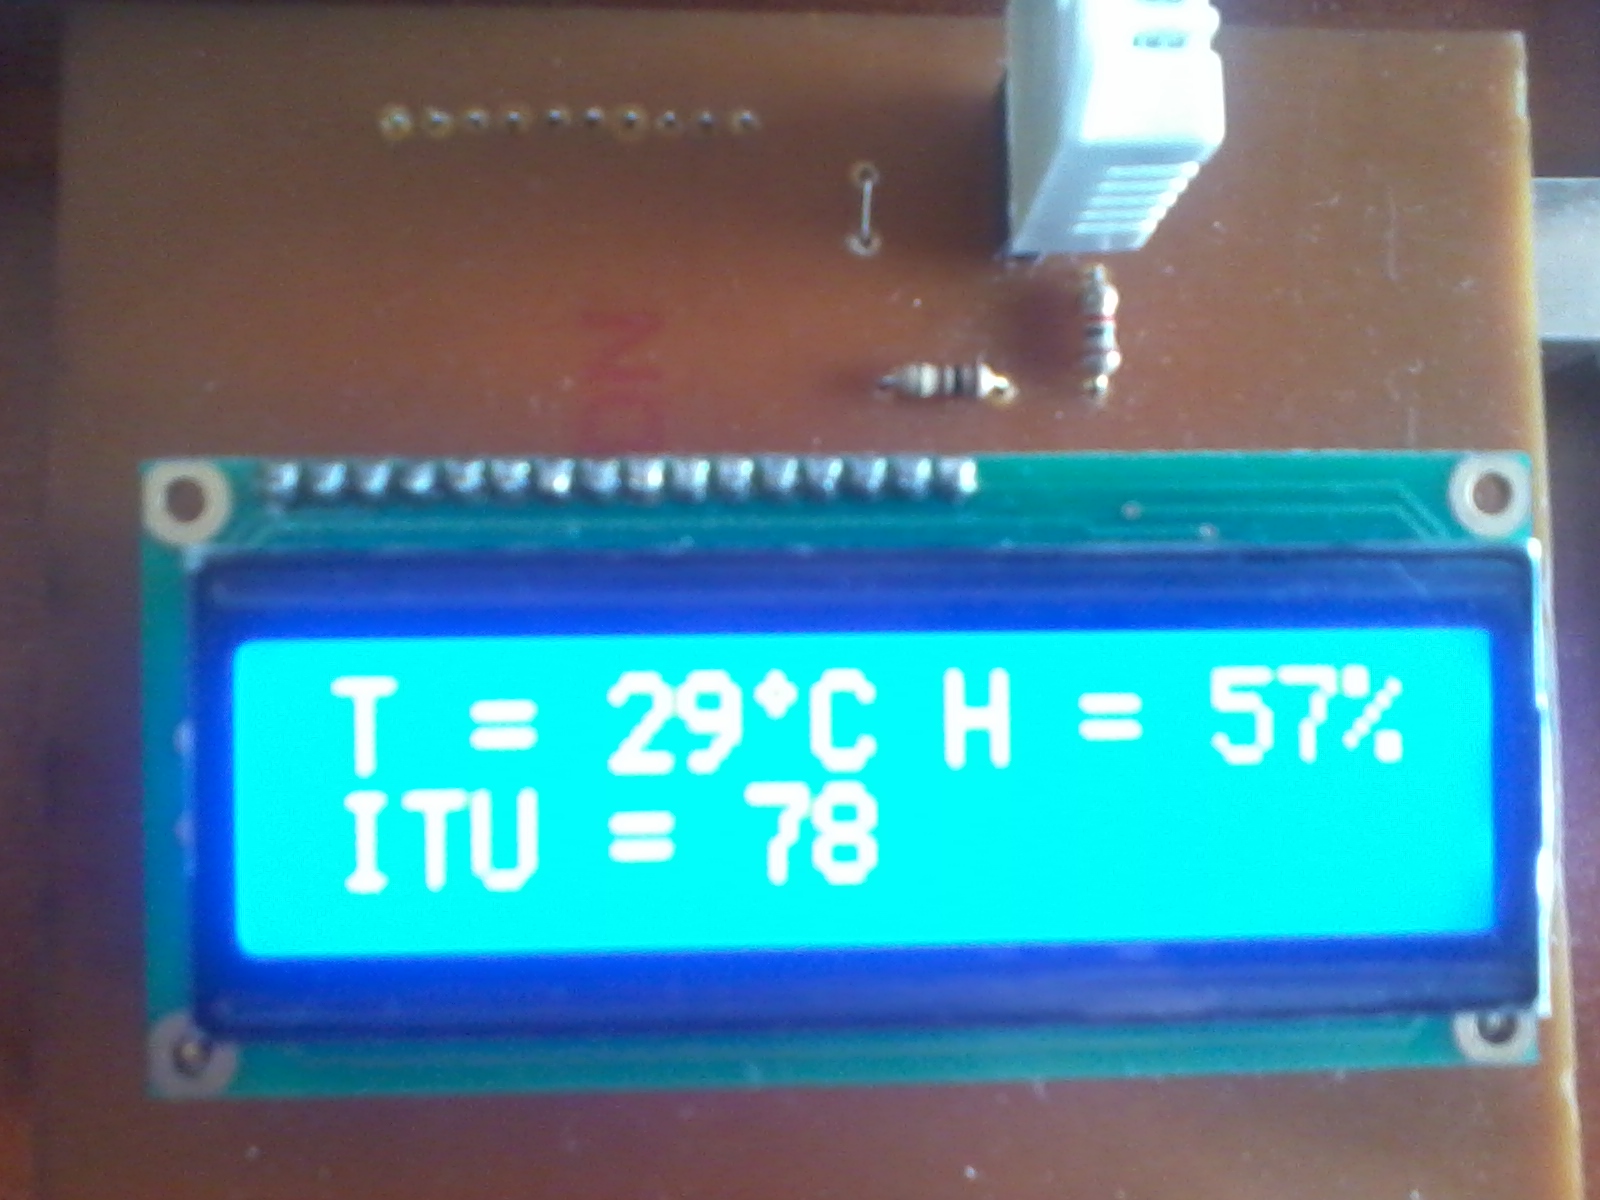 T = 29°C H = 57%
ITU = 78